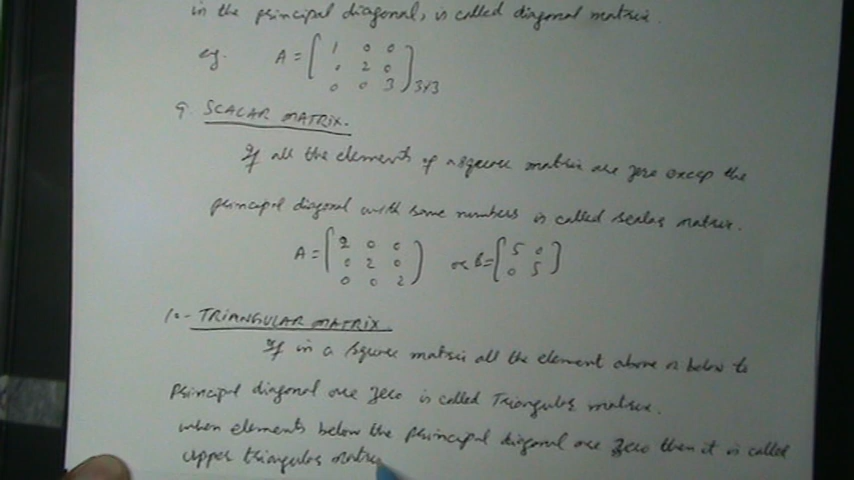 in the principal diagonal, is called diagonal matrix.
eg. A = [ 1 0 0
0 2 0
0 0 3 ] 3x3
9. SCALAR MATRIX.
If all the elements of a square matrix are zero excep the
principal diagonal with same numbers is called scalar matrix.
A = [ 2 0 0
0 2 0
0 0 2 ] or B = [ 5 0
0 5 ]
10- TRIANGULAR MATRIX
If in a square matrix all the element above or below to
principal diagonal are zero is called Triangular matrix.
when elements below the principal diagonal are zero then it is called
upper triangular matrix